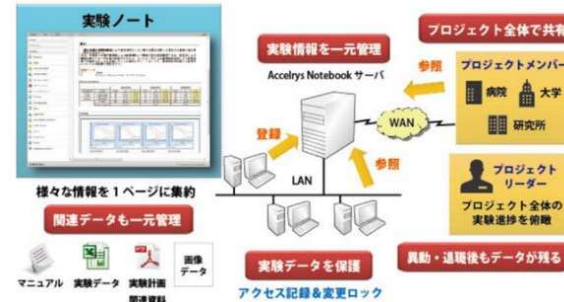 実験ノート
様々な情報を1ページに集約
関連データも一元管理
マニュアル
実験データ
実験計画
関連資料
画像
データ
実験情報を一元管理
Accelrys Notebook サーバ
登録
LAN
WAN
参照
参照
実験データを保護
アクセス記録&変更ロック
プロジェクト全体で共有
プロジェクトメンバー
病院
大学
研究所
プロジェクト
リーダー
プロジェクト全体の
実験進捗を俯瞰
異動・退職後もデータが残る